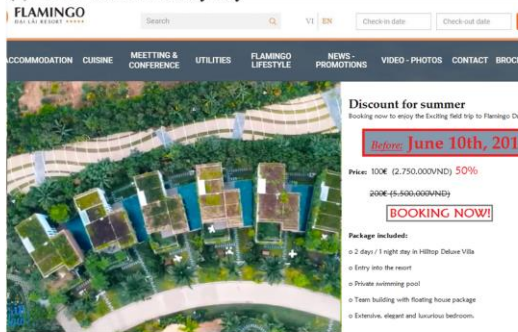 FLAMINGO
ĐẠI LẢI RESORT
Search
VI EN
Check-in date
Check-out date
ACCOMMODATION
CUISINE
MEETTING &
CONFERENCE
UTILITIES
FLAMINGO
LIFESTYLE
NEWS -
PROMOTIONS
VIDEO - PHOTOS
CONTACT
Discount for summer
Booking now to enjoy the Exciting field trip to Flamingo
Before: June 10th,
Price: 100€ (2.750.000VND) 50%
200€ (5.500.000VND)
BOOKING NOW!
Package included:
o 2 days / 1 night stay in Hilltop Deluxe Villa
o Entry into the resort
o Private swimming pool
o Team building with floating house package
o Extensive, elegant and luxurious bedroom.